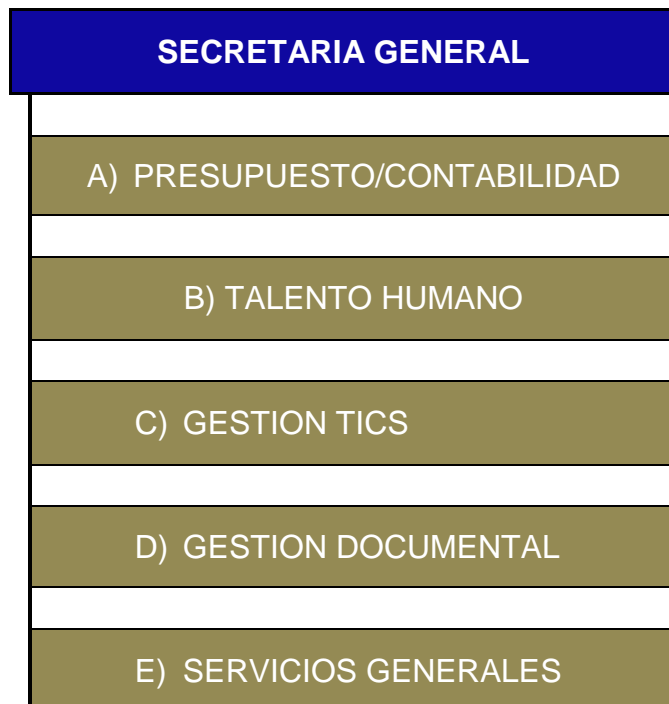 SECRETARIA GENERAL
A) PRESUPUESTO/CONTABILIDAD
B) TALENTO HUMANO
C) GESTION TICS
D) GESTION DOCUMENTAL
E) SERVICIOS GENERALES